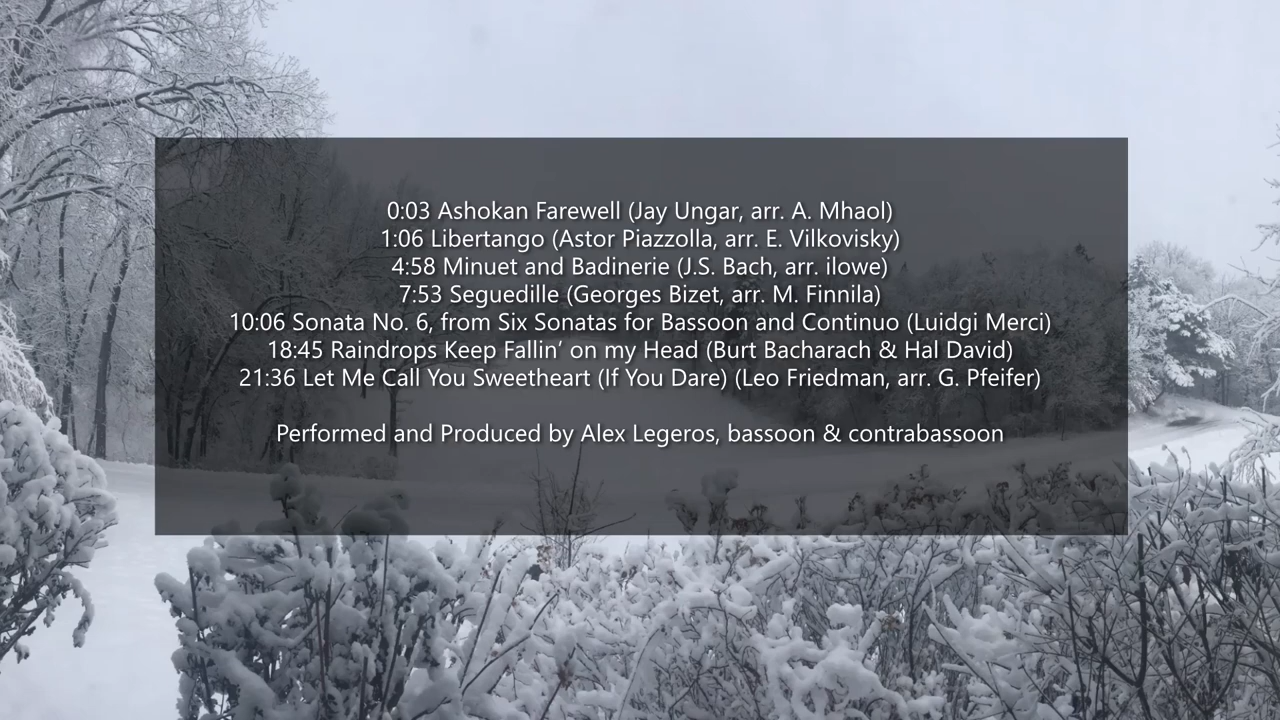 0:03 Ashokan Farewell (Jay Ungar, arr. A. Mhaol)
1:06 Libertango (Astor Piazzolla, arr. E. Vilkovisky)
4:58 Minuet and Badinerie (J.S. Bach, arr. ilowe)
7:53 Seguedille (Georges Bizet, arr. M. Finnila)
10:06 Sonata No. 6, from Six Sonatas for Bassoon and Continuo (Luidgi Merci)
18:45 Raindrops Keep Fallin’ on my Head (Burt Bacharach & Hal David)
21:36 Let Me Call You Sweetheart (If You Dare) (Leo Friedman, arr. G. Pfeifer)
Performed and Produced by Alex Legeros, bassoon & contrabassoon